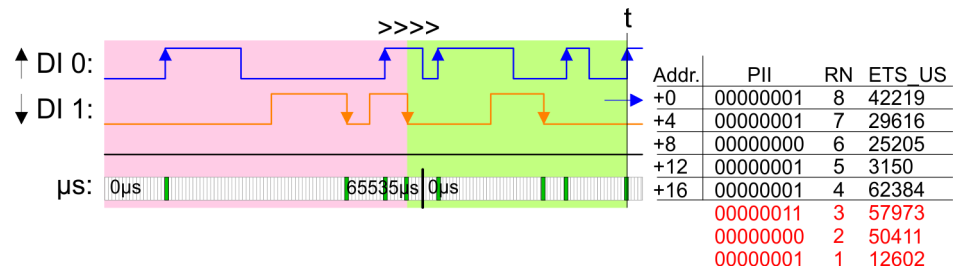 >>>> t
DI 0:
DI 1:
µs: 0µs 65535µs 0µs
Addr. PII RN ETS_US
+0 00000001 8 42219
+4 00000001 7 29616
+8 00000000 6 25205
+12 00000001 5 3150
+16 00000001 4 62384
00000011 3 57973
00000000 2 50411
00000001 1 12602